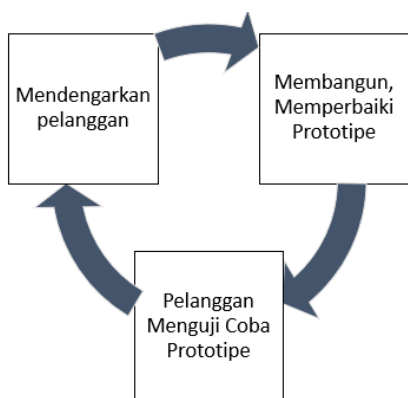 Mendengarkan
pelanggan
Membangun,
Memperbaiki
Prototipe
Pelanggan
Menguji Coba
Prototipe